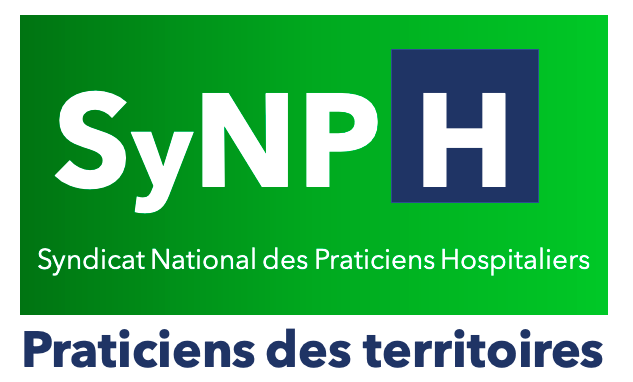 SyNPH
Syndicat National des Praticiens Hospitaliers
Praticiens des territoires